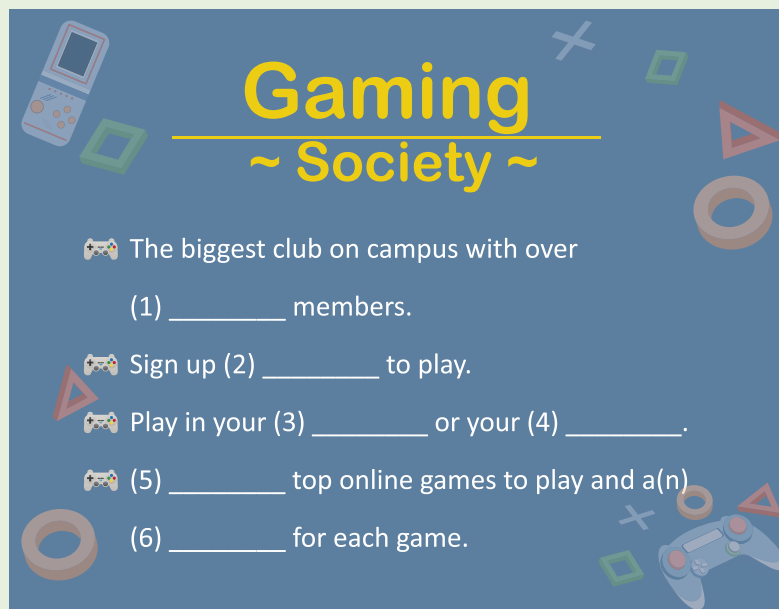 Gaming
~ Society ~
The biggest club on campus with over
(1) ________ members.
Sign up (2) ________ to play.
Play in your (3) ________ or your (4) ________.
(5) ________ top online games to play and a(n)
(6) ________ for each game.